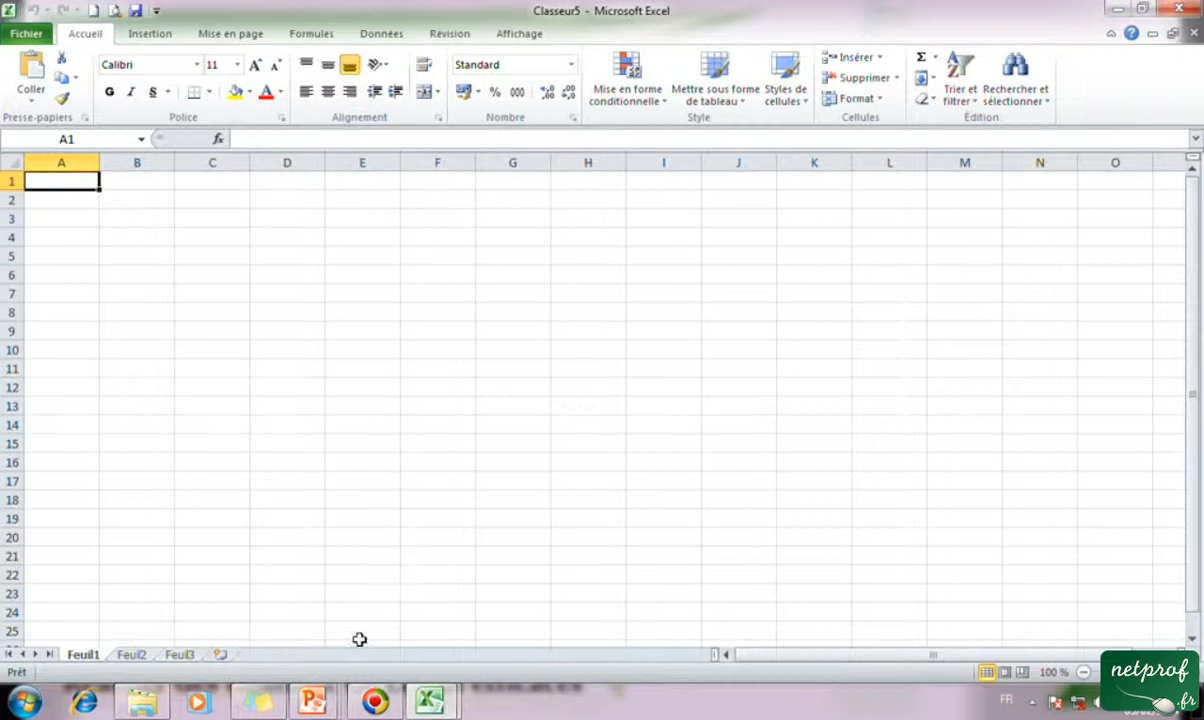 Classeur5 - Microsoft Excel
Fichier Accueil Insertion Mise en page Formules Données Révision Affichage
Coller
Presse-papiers
Calibri 11
G I S
Police
Alignement
Standard
% 000
Nombre
Mise en forme conditionnelle
Mettre sous forme de tableau
Styles de cellules
Style
Insérer
Supprimer
Format
Cellules
Σ
Trier et filtrer
Rechercher et sélectionner
Édition
A1 fx
A B C D E F G H I J K L M N O
1
2
3
4
5
6
7
8
9
10
11
12
13
14
15
16
17
18
19
20
21
22
23
24
25
Feuil1 Feuil2 Feuil3
Prêt 100 %
FR
netprof
.fr